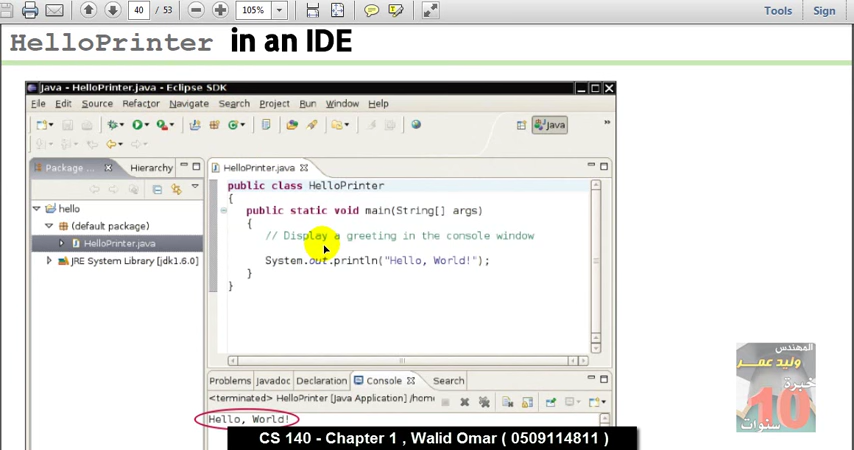 40 / 53
105%
Tools
Sign
HelloPrinter in an IDE
Java - HelloPrinter.java - Eclipse SDK
File Edit Source Refactor Navigate Search Project Run Window Help
Java
Package ...
Hierarchy
HelloPrinter.java
hello
(default package)
HelloPrinter.java
JRE System Library [jdk1.6.0]
public class HelloPrinter
{
public static void main(String[] args)
{
// Display a greeting in the console window
System.out.println("Hello, World!");
}
}
Problems Javadoc Declaration Console Search
<terminated> HelloPrinter [Java Application] /home
Hello, World!
المهندس
وليد عمر
خبرة
10
سنوات
CS 140 - Chapter 1 , Walid Omar ( 0509114811 )